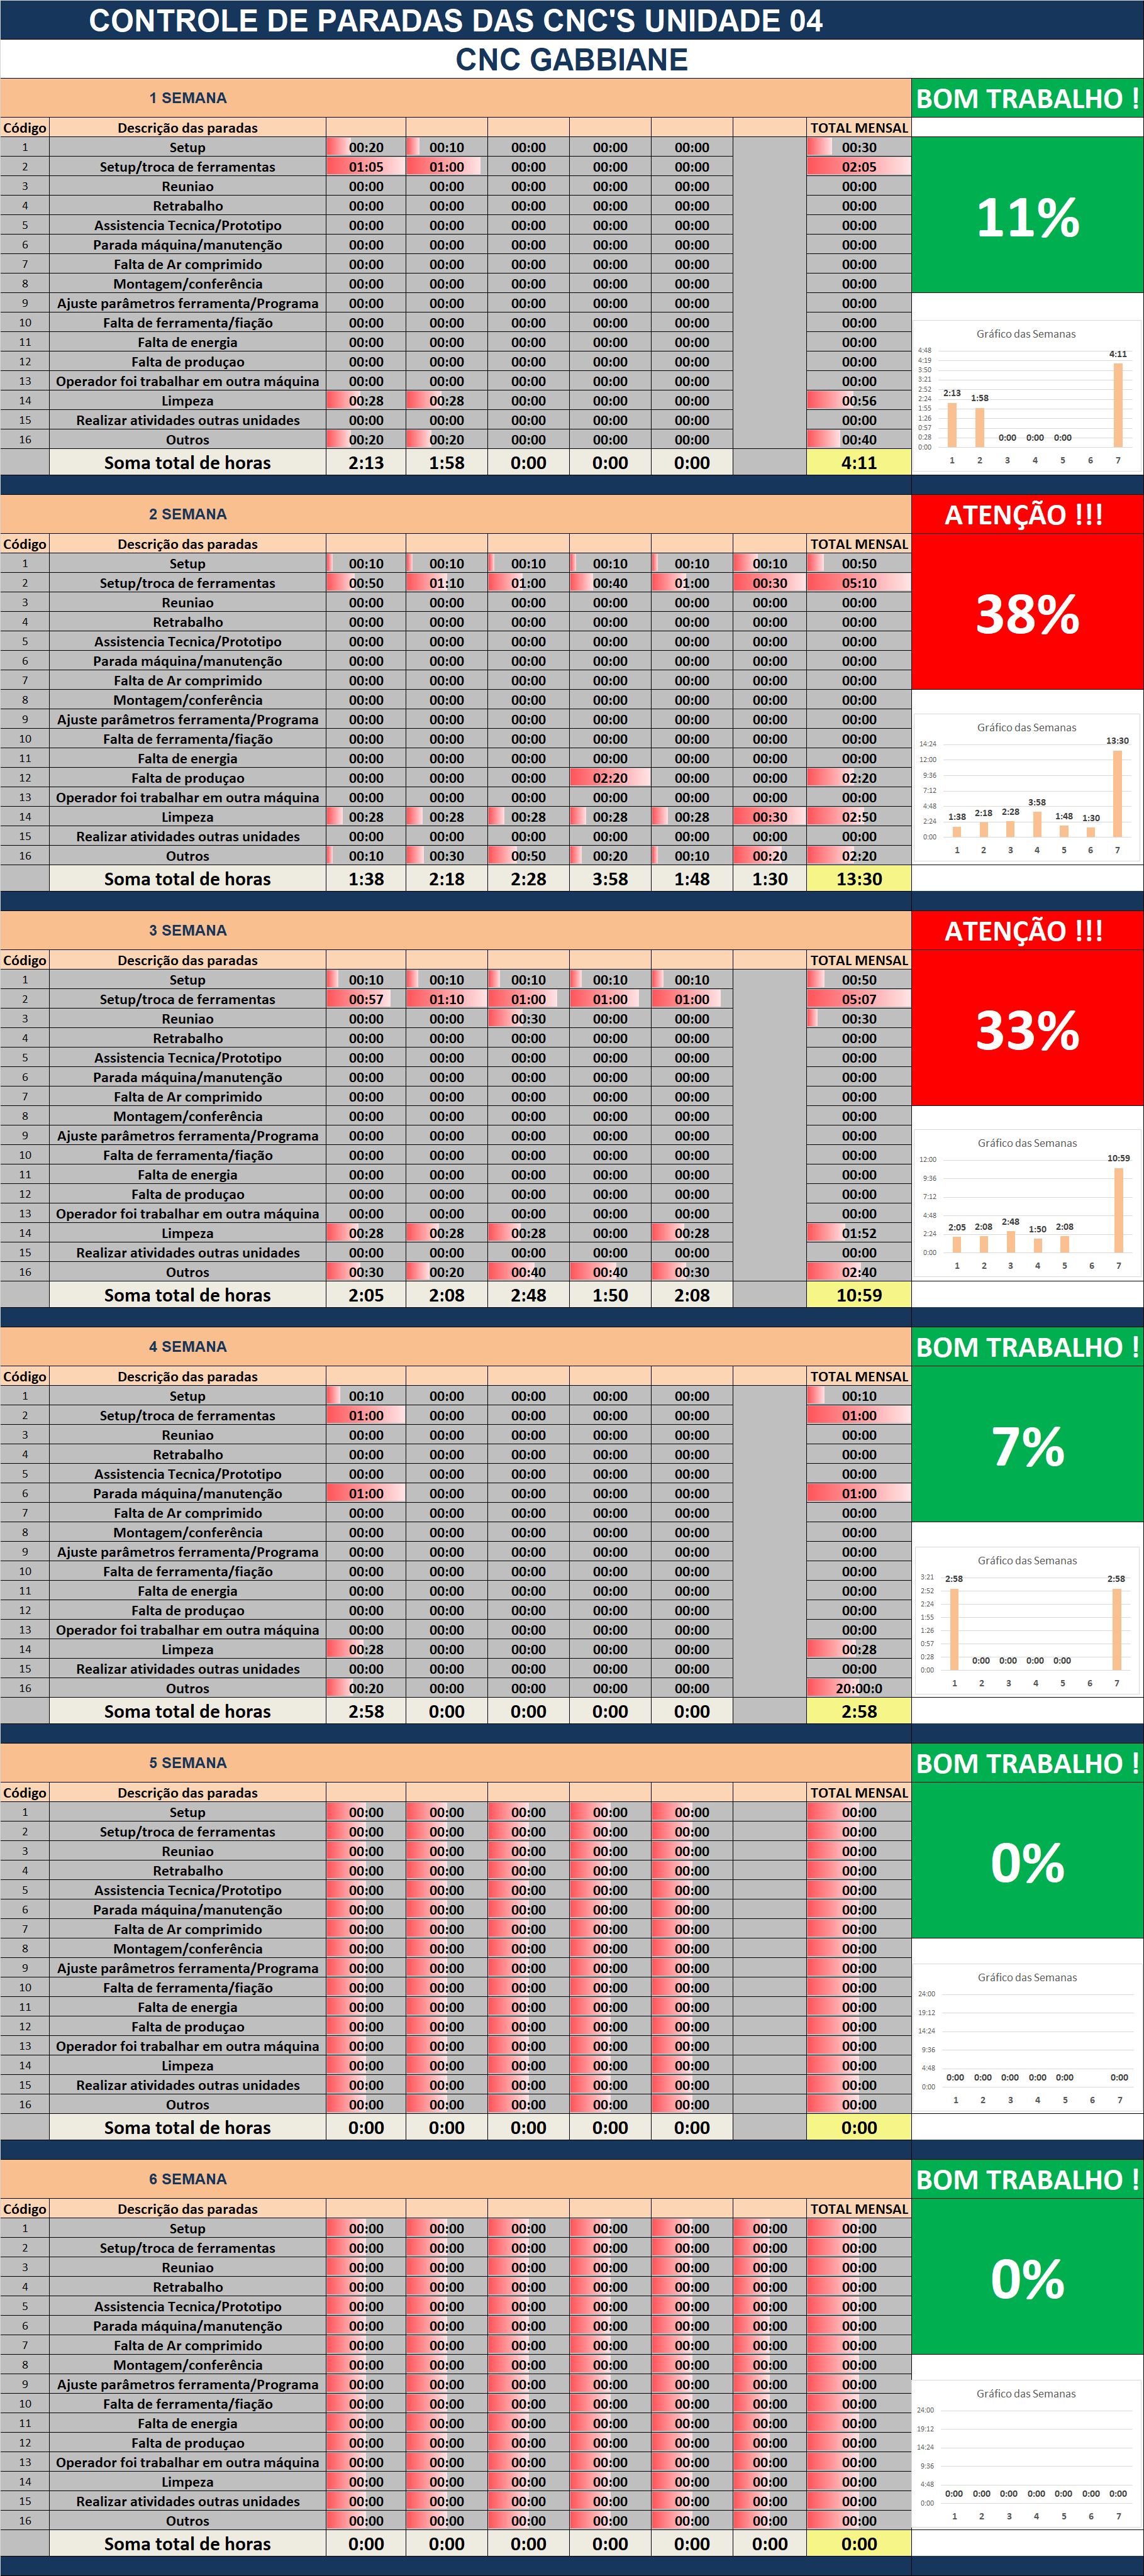 CONTROLE DE PARADAS DAS CNC'S UNIDADE 04
CNC GABBIANE
1 SEMANA BOM TRABALHO !
Código Descrição das paradas TOTAL MENSAL
1 Setup 00:20 00:10 00:00 00:00 00:00 00:30
2 Setup/troca de ferramentas 01:05 01:00 00:00 00:00 00:00 02:05
3 Reuniao 00:00 00:00 00:00 00:00 00:00 00:00
4 Retrabalho 00:00 00:00 00:00 00:00 00:00 00:00
5 Assistencia Tecnica/Prototipo 00:00 00:00 00:00 00:00 00:00 00:00
6 Parada máquina/manutenção 00:00 00:00 00:00 00:00 00:00 00:00
7 Falta de Ar comprimido 00:00 00:00 00:00 00:00 00:00 00:00
8 Montagem/conferência 00:00 00:00 00:00 00:00 00:00 00:00
9 Ajuste parâmetros ferramenta/Programa 00:00 00:00 00:00 00:00 00:00 00:00
10 Falta de ferramenta/fiação 00:00 00:00 00:00 00:00 00:00 00:00
11 Falta de energia 00:00 00:00 00:00 00:00 00:00 00:00
12 Falta de produçao 00:00 00:00 00:00 00:00 00:00 00:00
13 Operador foi trabalhar em outra máquina 00:00 00:00 00:00 00:00 00:00 00:00
14 Limpeza 00:28 00:28 00:00 00:00 00:00 00:56
15 Realizar atividades outras unidades 00:00 00:00 00:00 00:00 00:00 00:00
16 Outros 00:20 00:20 00:00 00:00 00:00 00:40
Soma total de horas 2:13 1:58 0:00 0:00 0:00 4:11
11%
Gráfico das Semanas
4:48
4:19
3:50
3:21
2:52
2:24
1:55
1:26
0:57
0:28
0:00
2:13 1:58 0:00 0:00 0:00 4:11
1 2 3 4 5 6 7
2 SEMANA ATENÇÃO !!!
Código Descrição das paradas TOTAL MENSAL
1 Setup 00:10 00:10 00:10 00:10 00:10 00:10 00:50
2 Setup/troca de ferramentas 00:50 01:10 01:00 00:40 01:00 00:30 05:10
3 Reuniao 00:00 00:00 00:00 00:00 00:00 00:00 00:00
4 Retrabalho 00:00 00:00 00:00 00:00 00:00 00:00 00:00
5 Assistencia Tecnica/Prototipo 00:00 00:00 00:00 00:00 00:00 00:00 00:00
6 Parada máquina/manutenção 00:00 00:00 00:00 00:00 00:00 00:00 00:00
7 Falta de Ar comprimido 00:00 00:00 00:00 00:00 00:00 00:00 00:00
8 Montagem/conferência 00:00 00:00 00:00 00:00 00:00 00:00 00:00
9 Ajuste parâmetros ferramenta/Programa 00:00 00:00 00:00 00:00 00:00 00:00 00:00
10 Falta de ferramenta/fiação 00:00 00:00 00:00 00:00 00:00 00:00 00:00
11 Falta de energia 00:00 00:00 00:00 00:00 00:00 00:00 00:00
12 Falta de produçao 00:00 00:00 00:00 02:20 00:00 00:00 02:20
13 Operador foi trabalhar em outra máquina 00:00 00:00 00:00 00:00 00:00 00:00 00:00
14 Limpeza 00:28 00:28 00:28 00:28 00:28 00:30 02:50
15 Realizar atividades outras unidades 00:00 00:00 00:00 00:00 00:00 00:00 00:00
16 Outros 00:10 00:30 00:50 00:20 00:10 00:20 02:20
Soma total de horas 1:38 2:18 2:28 3:58 1:48 1:30 13:30
38%
Gráfico das Semanas
14:24
12:00
9:36
7:12
4:48
2:24
0:00
1:38 2:18 2:28 3:58 1:48 1:30 13:30
1 2 3 4 5 6 7
3 SEMANA ATENÇÃO !!!
Código Descrição das paradas TOTAL MENSAL
1 Setup 00:10 00:10 00:10 00:10 00:10 00:50
2 Setup/troca de ferramentas 00:57 01:10 01:00 01:00 01:00 05:07
3 Reuniao 00:00 00:00 00:30 00:00 00:00 00:30
4 Retrabalho 00:00 00:00 00:00 00:00 00:00 00:00
5 Assistencia Tecnica/Prototipo 00:00 00:00 00:00 00:00 00:00 00:00
6 Parada máquina/manutenção 00:00 00:00 00:00 00:00 00:00 00:00
7 Falta de Ar comprimido 00:00 00:00 00:00 00:00 00:00 00:00
8 Montagem/conferência 00:00 00:00 00:00 00:00 00:00 00:00
9 Ajuste parâmetros ferramenta/Programa 00:00 00:00 00:00 00:00 00:00 00:00
10 Falta de ferramenta/fiação 00:00 00:00 00:00 00:00 00:00 00:00
11 Falta de energia 00:00 00:00 00:00 00:00 00:00 00:00
12 Falta de produçao 00:00 00:00 00:00 00:00 00:00 00:00
13 Operador foi trabalhar em outra máquina 00:00 00:00 00:00 00:00 00:00 00:00
14 Limpeza 00:28 00:28 00:28 00:00 00:28 01:52
15 Realizar atividades outras unidades 00:00 00:00 00:00 00:00 00:00 00:00
16 Outros 00:30 00:20 00:40 00:40 00:30 02:40
Soma total de horas 2:05 2:08 2:48 1:50 2:08 10:59
33%
Gráfico das Semanas
12:00
9:36
7:12
4:48
2:24
0:00
2:05 2:08 2:48 1:50 2:08 10:59
1 2 3 4 5 6 7
4 SEMANA BOM TRABALHO !
Código Descrição das paradas TOTAL MENSAL
1 Setup 00:10 00:00 00:00 00:00 00:00 00:10
2 Setup/troca de ferramentas 01:00 00:00 00:00 00:00 00:00 01:00
3 Reuniao 00:00 00:00 00:00 00:00 00:00 00:00
4 Retrabalho 00:00 00:00 00:00 00:00 00:00 00:00
5 Assistencia Tecnica/Prototipo 00:00 00:00 00:00 00:00 00:00 00:00
6 Parada máquina/manutenção 01:00 00:00 00:00 00:00 00:00 01:00
7 Falta de Ar comprimido 00:00 00:00 00:00 00:00 00:00 00:00
8 Montagem/conferência 00:00 00:00 00:00 00:00 00:00 00:00
9 Ajuste parâmetros ferramenta/Programa 00:00 00:00 00:00 00:00 00:00 00:00
10 Falta de ferramenta/fiação 00:00 00:00 00:00 00:00 00:00 00:00
11 Falta de energia 00:00 00:00 00:00 00:00 00:00 00:00
12 Falta de produçao 00:00 00:00 00:00 00:00 00:00 00:00
13 Operador foi trabalhar em outra máquina 00:00 00:00 00:00 00:00 00:00 00:00
14 Limpeza 00:28 00:00 00:00 00:00 00:00 00:28
15 Realizar atividades outras unidades 00:00 00:00 00:00 00:00 00:00 00:00
16 Outros 00:20 00:00 00:00 00:00 00:00 20:00:0
Soma total de horas 2:58 0:00 0:00 0:00 0:00 2:58
7%
Gráfico das Semanas
3:21
2:52
2:24
1:55
1:26
0:57
0:28
0:00
2:58 0:00 0:00 0:00 0:00 2:58
1 2 3 4 5 6 7
5 SEMANA BOM TRABALHO !
Código Descrição das paradas TOTAL MENSAL
1 Setup 00:00 00:00 00:00 00:00 00:00 00:00
2 Setup/troca de ferramentas 00:00 00:00 00:00 00:00 00:00 00:00
3 Reuniao 00:00 00:00 00:00 00:00 00:00 00:00
4 Retrabalho 00:00 00:00 00:00 00:00 00:00 00:00
5 Assistencia Tecnica/Prototipo 00:00 00:00 00:00 00:00 00:00 00:00
6 Parada máquina/manutenção 00:00 00:00 00:00 00:00 00:00 00:00
7 Falta de Ar comprimido 00:00 00:00 00:00 00:00 00:00 00:00
8 Montagem/conferência 00:00 00:00 00:00 00:00 00:00 00:00
9 Ajuste parâmetros ferramenta/Programa 00:00 00:00 00:00 00:00 00:00 00:00
10 Falta de ferramenta/fiação 00:00 00:00 00:00 00:00 00:00 00:00
11 Falta de energia 00:00 00:00 00:00 00:00 00:00 00:00
12 Falta de produçao 00:00 00:00 00:00 00:00 00:00 00:00
13 Operador foi trabalhar em outra máquina 00:00 00:00 00:00 00:00 00:00 00:00
14 Limpeza 00:00 00:00 00:00 00:00 00:00 00:00
15 Realizar atividades outras unidades 00:00 00:00 00:00 00:00 00:00 00:00
16 Outros 00:00 00:00 00:00 00:00 00:00 00:00
Soma total de horas 0:00 0:00 0:00 0:00 0:00 0:00
0%
Gráfico das Semanas
24:00
19:12
14:24
9:36
4:48
0:00
0:00 0:00 0:00 0:00 0:00 0:00
1 2 3 4 5 6 7
6 SEMANA BOM TRABALHO !
Código Descrição das paradas TOTAL MENSAL
1 Setup 00:00 00:00 00:00 00:00 00:00 00:00 00:00
2 Setup/troca de ferramentas 00:00 00:00 00:00 00:00 00:00 00:00 00:00
3 Reuniao 00:00 00:00 00:00 00:00 00:00 00:00 00:00
4 Retrabalho 00:00 00:00 00:00 00:00 00:00 00:00 00:00
5 Assistencia Tecnica/Prototipo 00:00 00:00 00:00 00:00 00:00 00:00 00:00
6 Parada máquina/manutenção 00:00 00:00 00:00 00:00 00:00 00:00 00:00
7 Falta de Ar comprimido 00:00 00:00 00:00 00:00 00:00 00:00 00:00
8 Montagem/conferência 00:00 00:00 00:00 00:00 00:00 00:00 00:00
9 Ajuste parâmetros ferramenta/Programa 00:00 00:00 00:00 00:00 00:00 00:00 00:00
10 Falta de ferramenta/fiação 00:00 00:00 00:00 00:00 00:00 00:00 00:00
11 Falta de energia 00:00 00:00 00:00 00:00 00:00 00:00 00:00
12 Falta de produçao 00:00 00:00 00:00 00:00 00:00 00:00 00:00
13 Operador foi trabalhar em outra máquina 00:00 00:00 00:00 00:00 00:00 00:00 00:00
14 Limpeza 00:00 00:00 00:00 00:00 00:00 00:00 00:00
15 Realizar atividades outras unidades 00:00 00:00 00:00 00:00 00:00 00:00 00:00
16 Outros 00:00 00:00 00:00 00:00 00:00 00:00 00:00
Soma total de horas 0:00 0:00 0:00 0:00 0:00 0:00 0:00
0%
Gráfico das Semanas
24:00
19:12
14:24
9:36
4:48
0:00
0:00 0:00 0:00 0:00 0:00 0:00 0:00
1 2 3 4 5 6 7